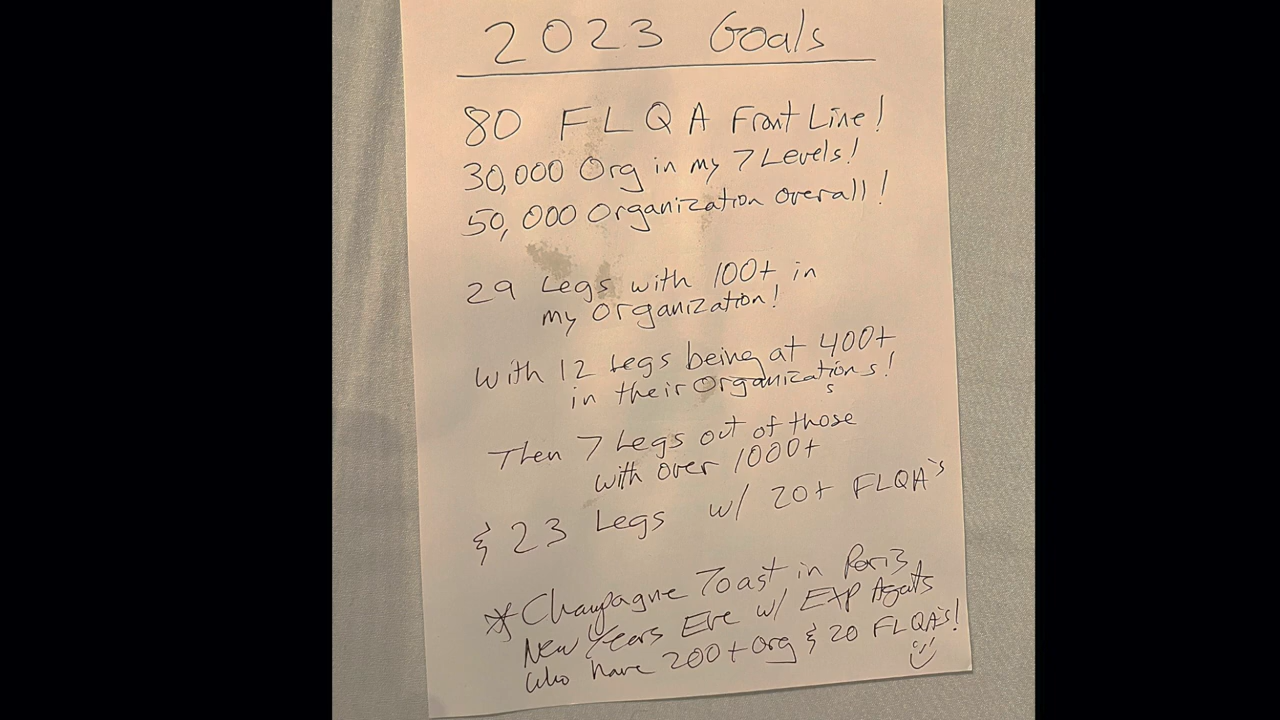 2023 Goals
80 FLQA Front Line!
30,000 Org in my 7 Levels!
50,000 Organization Overall!
29 Legs with 100+ in
my Organization!
With 12 Legs being at 400+
in their Organizations!
s
Then 7 Legs out of those
with over 1000+
& 23 Legs w/ 20+ FLQA's
*Champagne Toast in Paris
New Years Eve w/ EXP Agents
who have 200+ Org & 20 FLQA's!